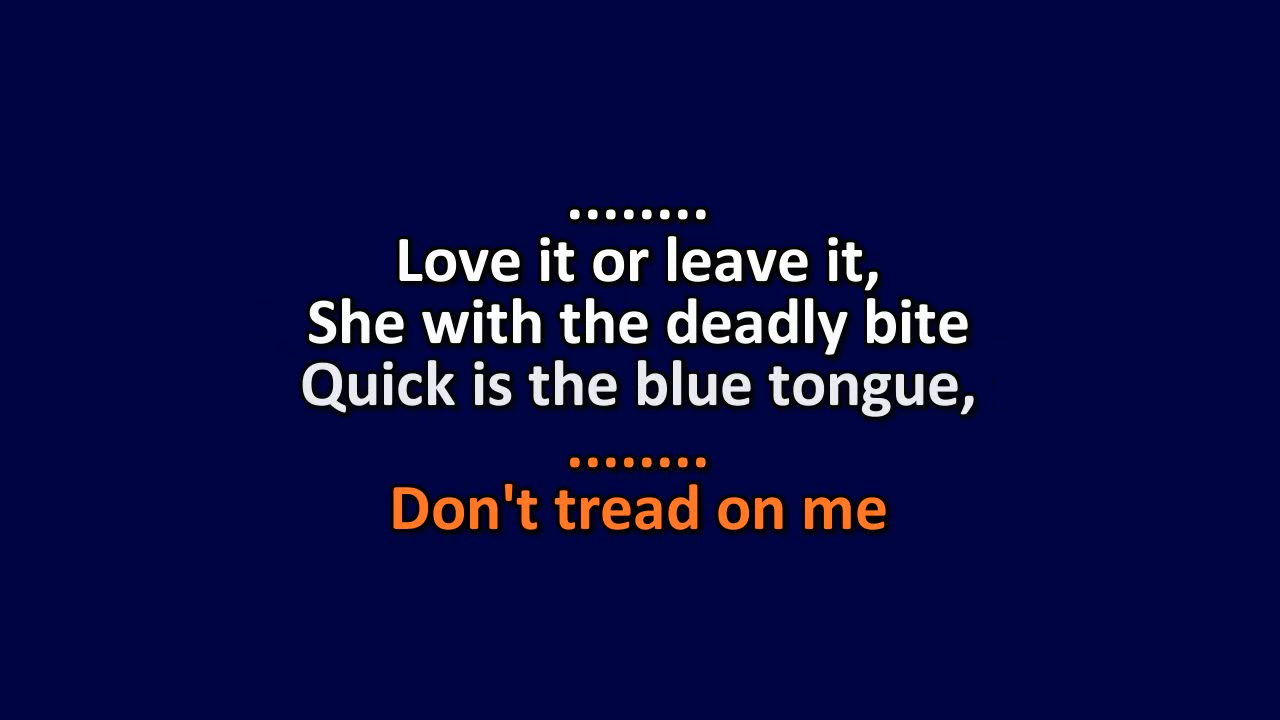 ........
Love it or leave it,
She with the deadly bite
Quick is the blue tongue,
........
Don't tread on me